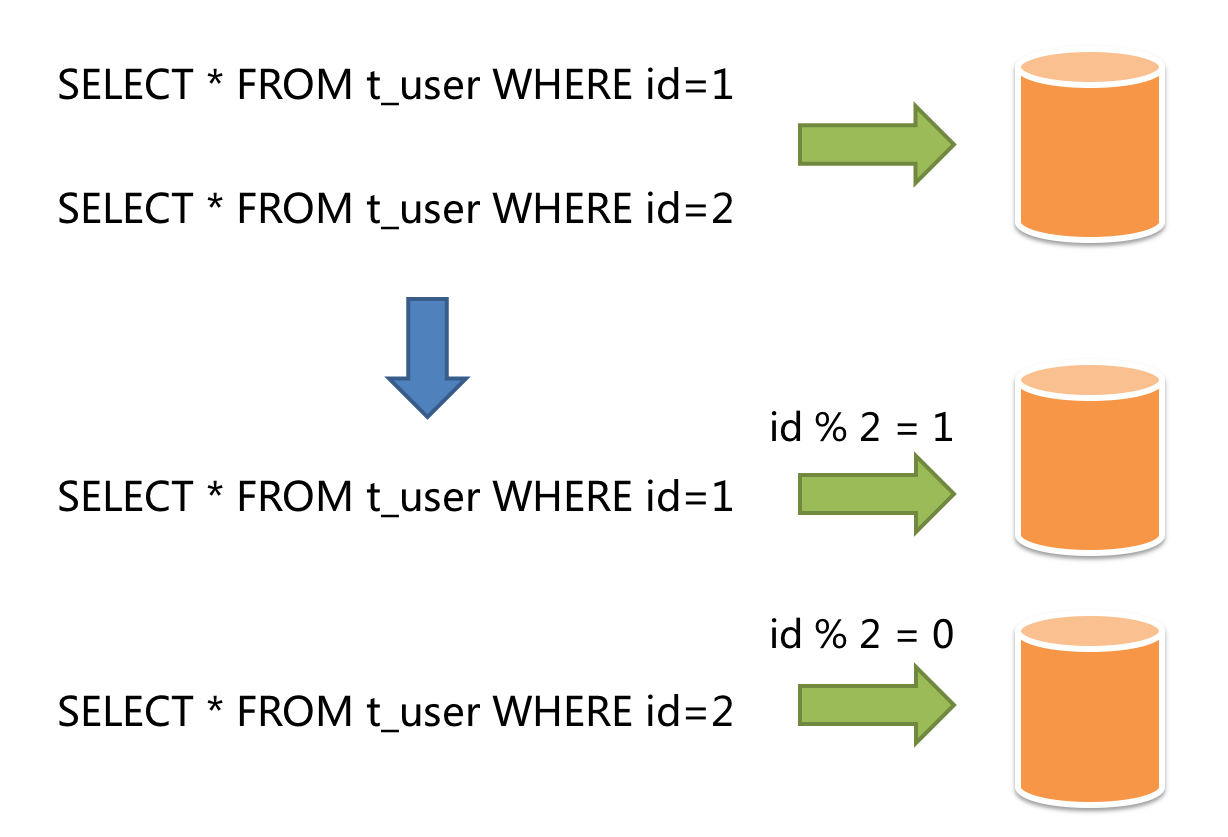 SELECT * FROM t_user WHERE id=1
SELECT * FROM t_user WHERE id=2
id % 2 = 1
SELECT * FROM t_user WHERE id=1
id % 2 = 0
SELECT * FROM t_user WHERE id=2